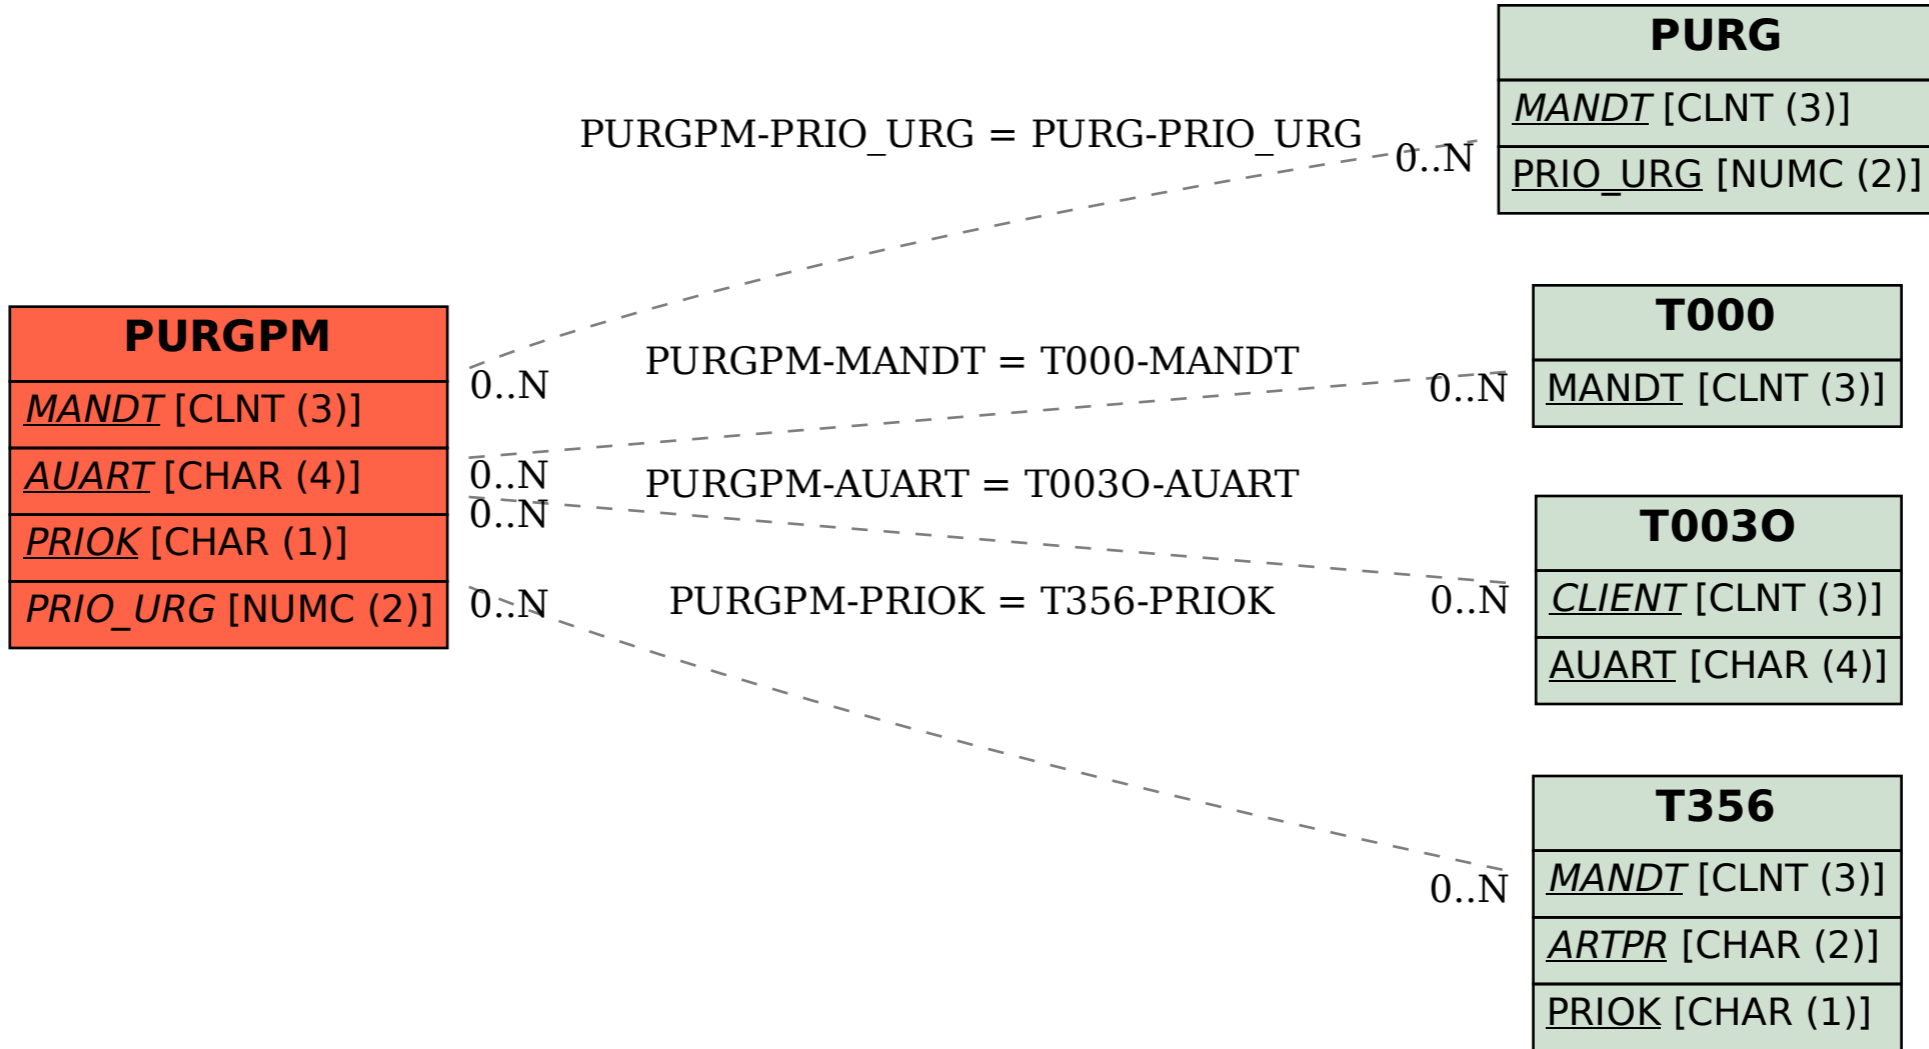 PURG
MANDT [CLNT (3)]
PRIO_URG [NUMC (2)]
PURGPM-PRIO_URG = PURG-PRIO_URG
0..N
PURGPM
MANDT [CLNT (3)]
AUART [CHAR (4)]
PRIOK [CHAR (1)]
PRIO_URG [NUMC (2)]
0..N
0..N
0..N
0..N
PURGPM-MANDT = T000-MANDT
0..N
PURGPM-AUART = T003O-AUART
PURGPM-PRIOK = T356-PRIOK
0..N
0..N
T000
MANDT [CLNT (3)]
T003O
CLIENT [CLNT (3)]
AUART [CHAR (4)]
T356
MANDT [CLNT (3)]
ARTPR [CHAR (2)]
PRIOK [CHAR (1)]